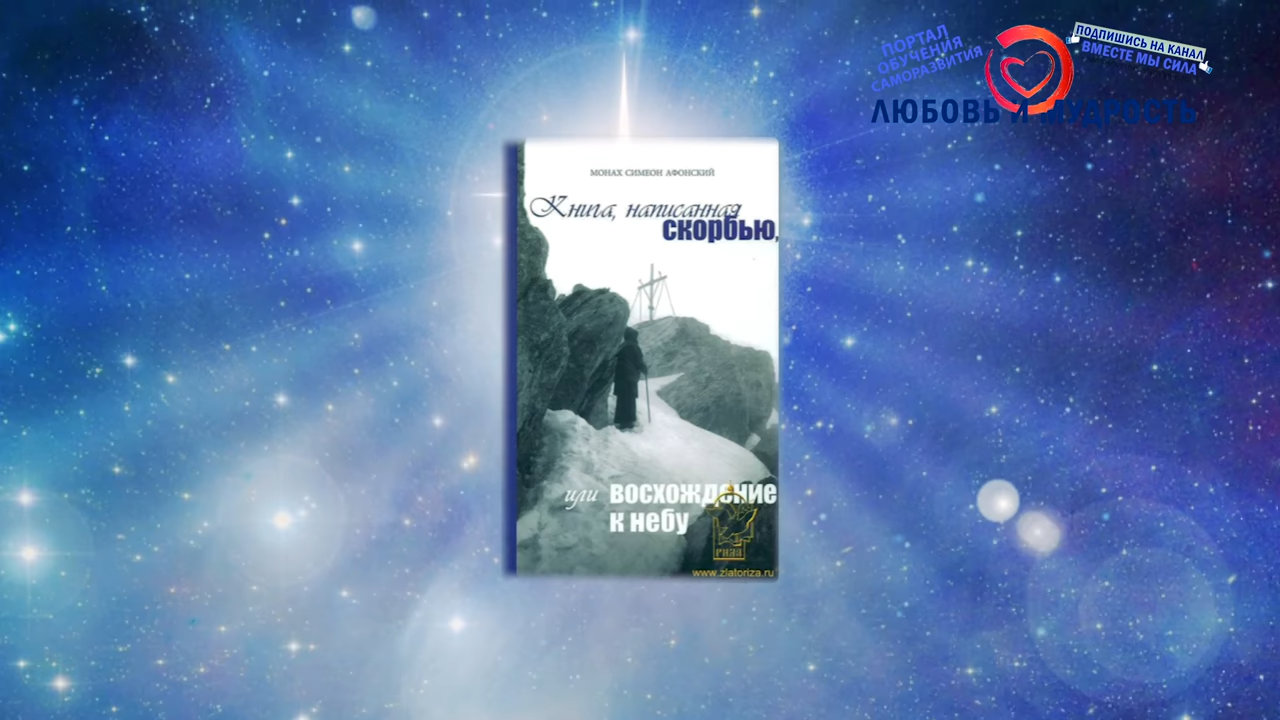 ПОРТАЛ
ОБУЧЕНИЯ
САМОРАЗВИТИЯ
ПОДПИШИСЬ НА КАНАЛ
ВМЕСТЕ МЫ СИЛА
ЛЮБОВЬ И МУДРОСТЬ
МОНАХ СИМЕОН АФОНСКИЙ
Книга, написанная
скорбью,
или восхождение
к небу
РИЗА
www.zlatoriza.ru